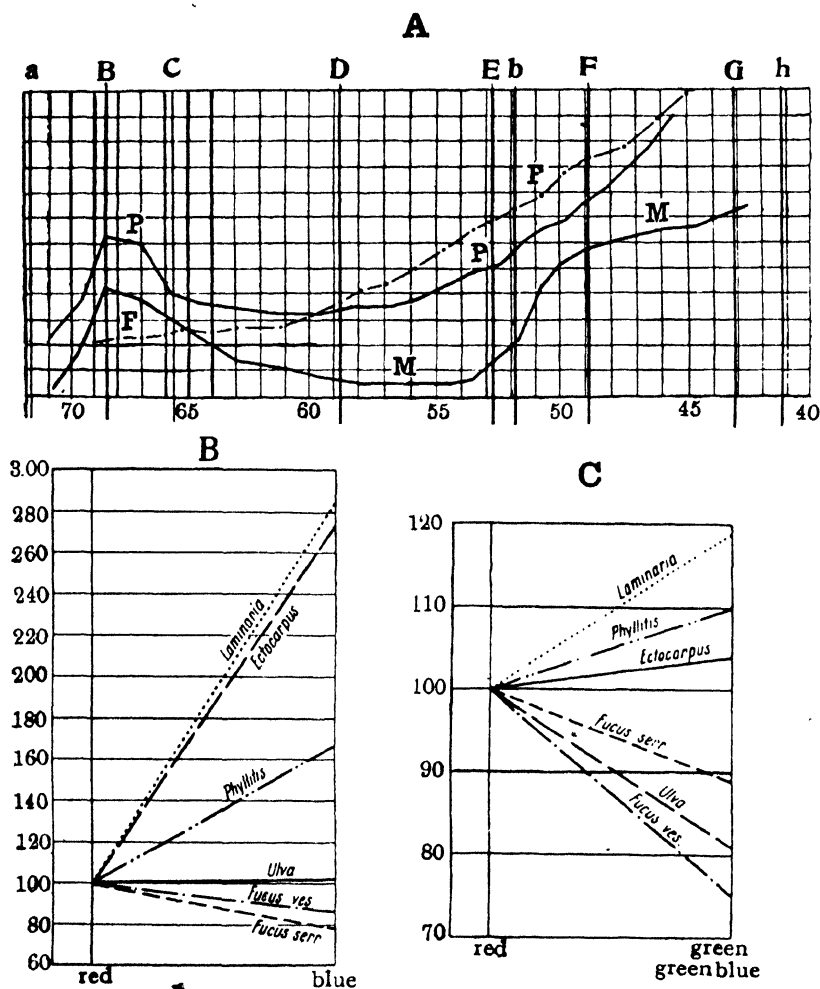 A
a B C D E b F G h
P
F
P
P
M
M
70 65 60 55 50 45 40
B
3.00
280
260
240
220
200
180
160
140
120
100
80
60
Laminaria
Ectocarpus
Phyllitis
Ulva
Fucus ves
Fucus serr
red blue
C
120
110
100
90
80
70
Laminaria
Phyllitis
Ectocarpus
Fucus serr
Ulva
Fucus ves
red green
green blue